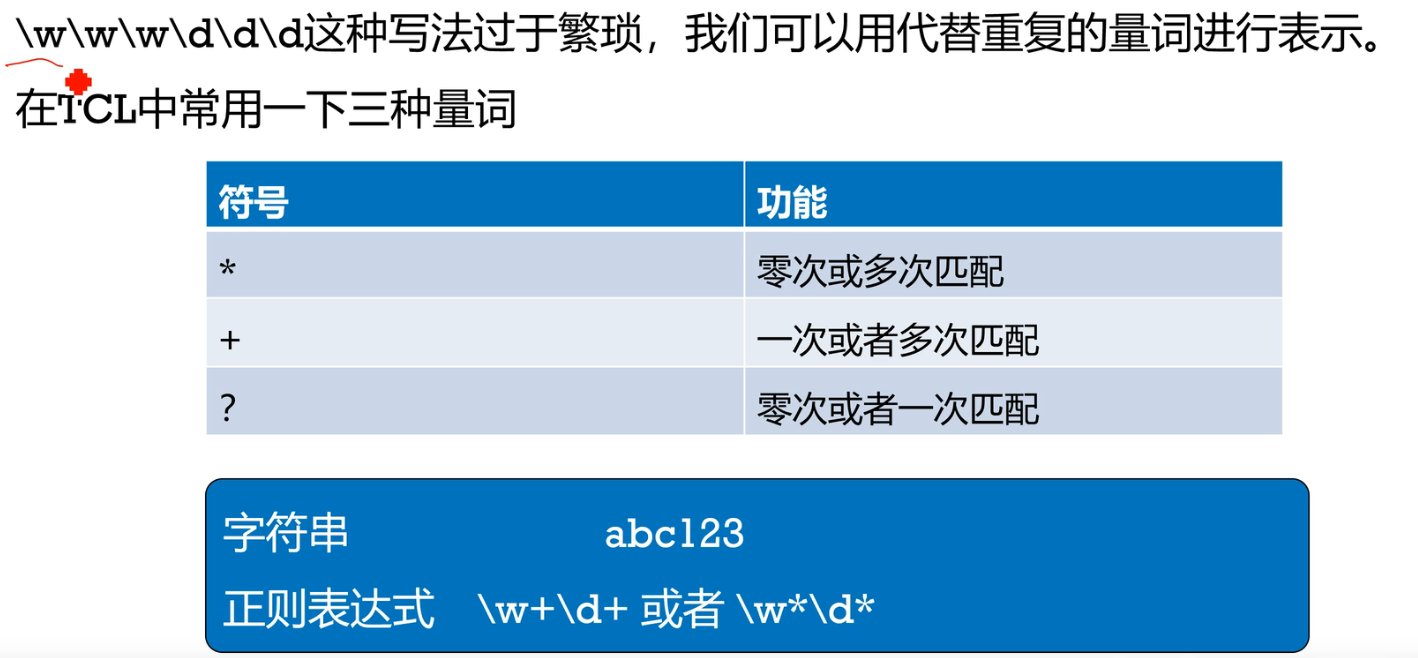 \w\w\w\d\d\d这种写法过于繁琐，我们可以用代替重复的量词进行表示。
在TCL中常用一下三种量词
符号 功能
* 零次或多次匹配
+ 一次或者多次匹配
? 零次或者一次匹配
字符串 abc123
正则表达式 \w+\d+ 或者 \w*\d*